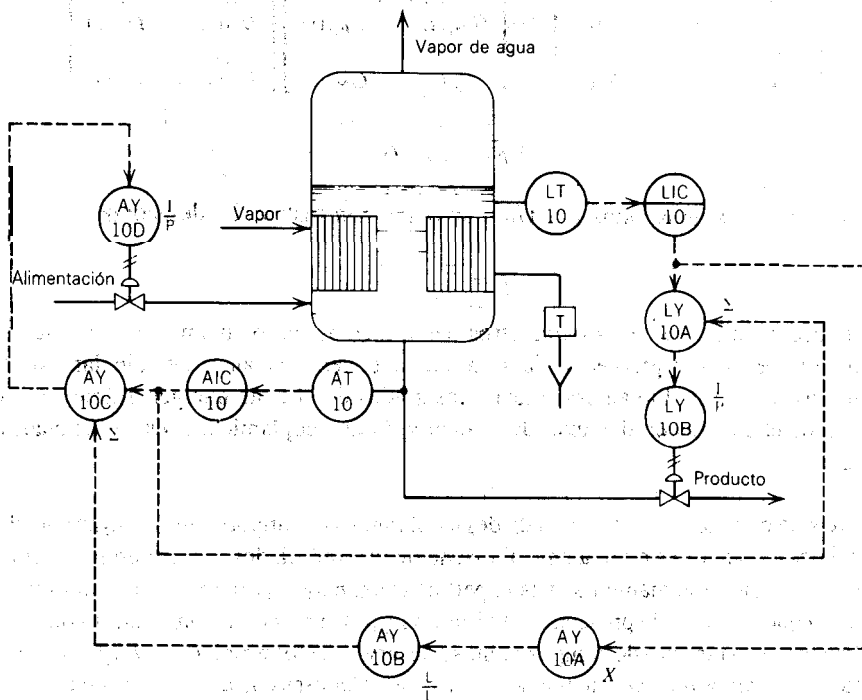 Vapor de agua
AY
10D
I
P
Vapor
LT
10
LIC
10
Alimentación
T
LY
10A
Σ
AY
10C
Σ
AIC
10
AT
10
LY
10B
I
P
Producto
AY
10B
L
L
AY
10A
X